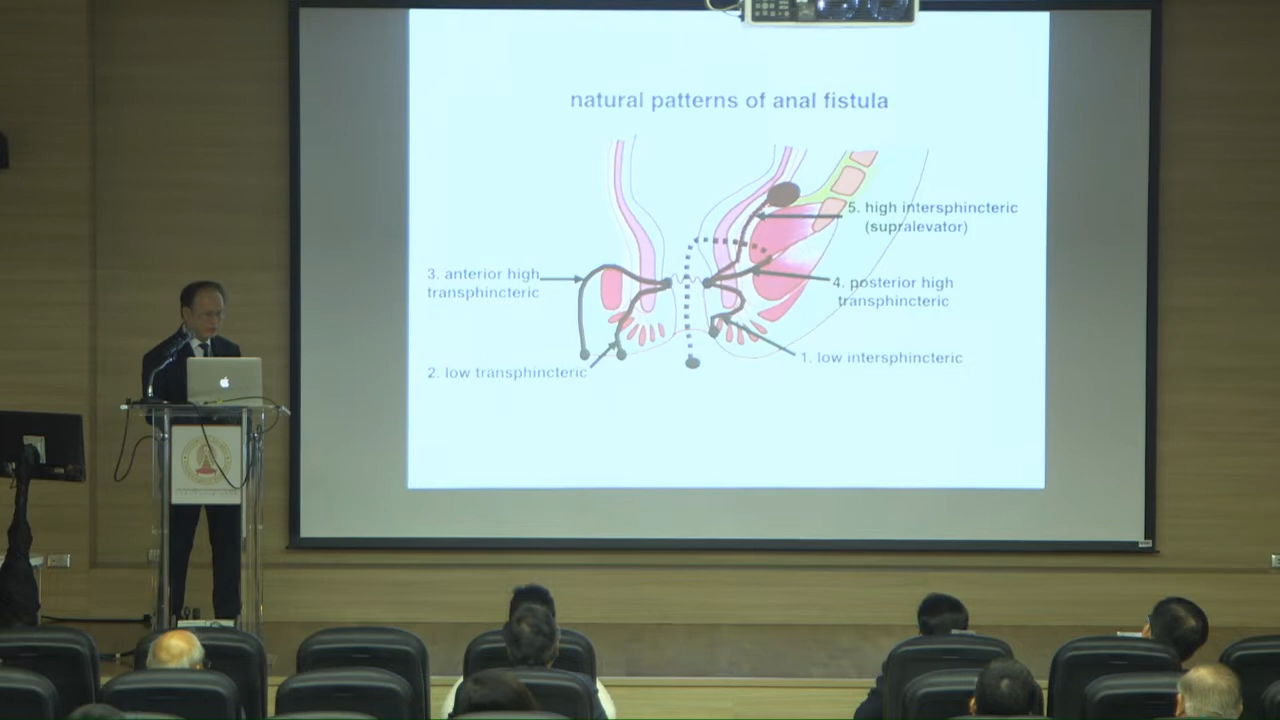 natural patterns of anal fistula
5. high intersphincteric
(supralevator)
3. anterior high
transphincteric
4. posterior high
transphincteric
1. low intersphincteric
2. low transphincteric